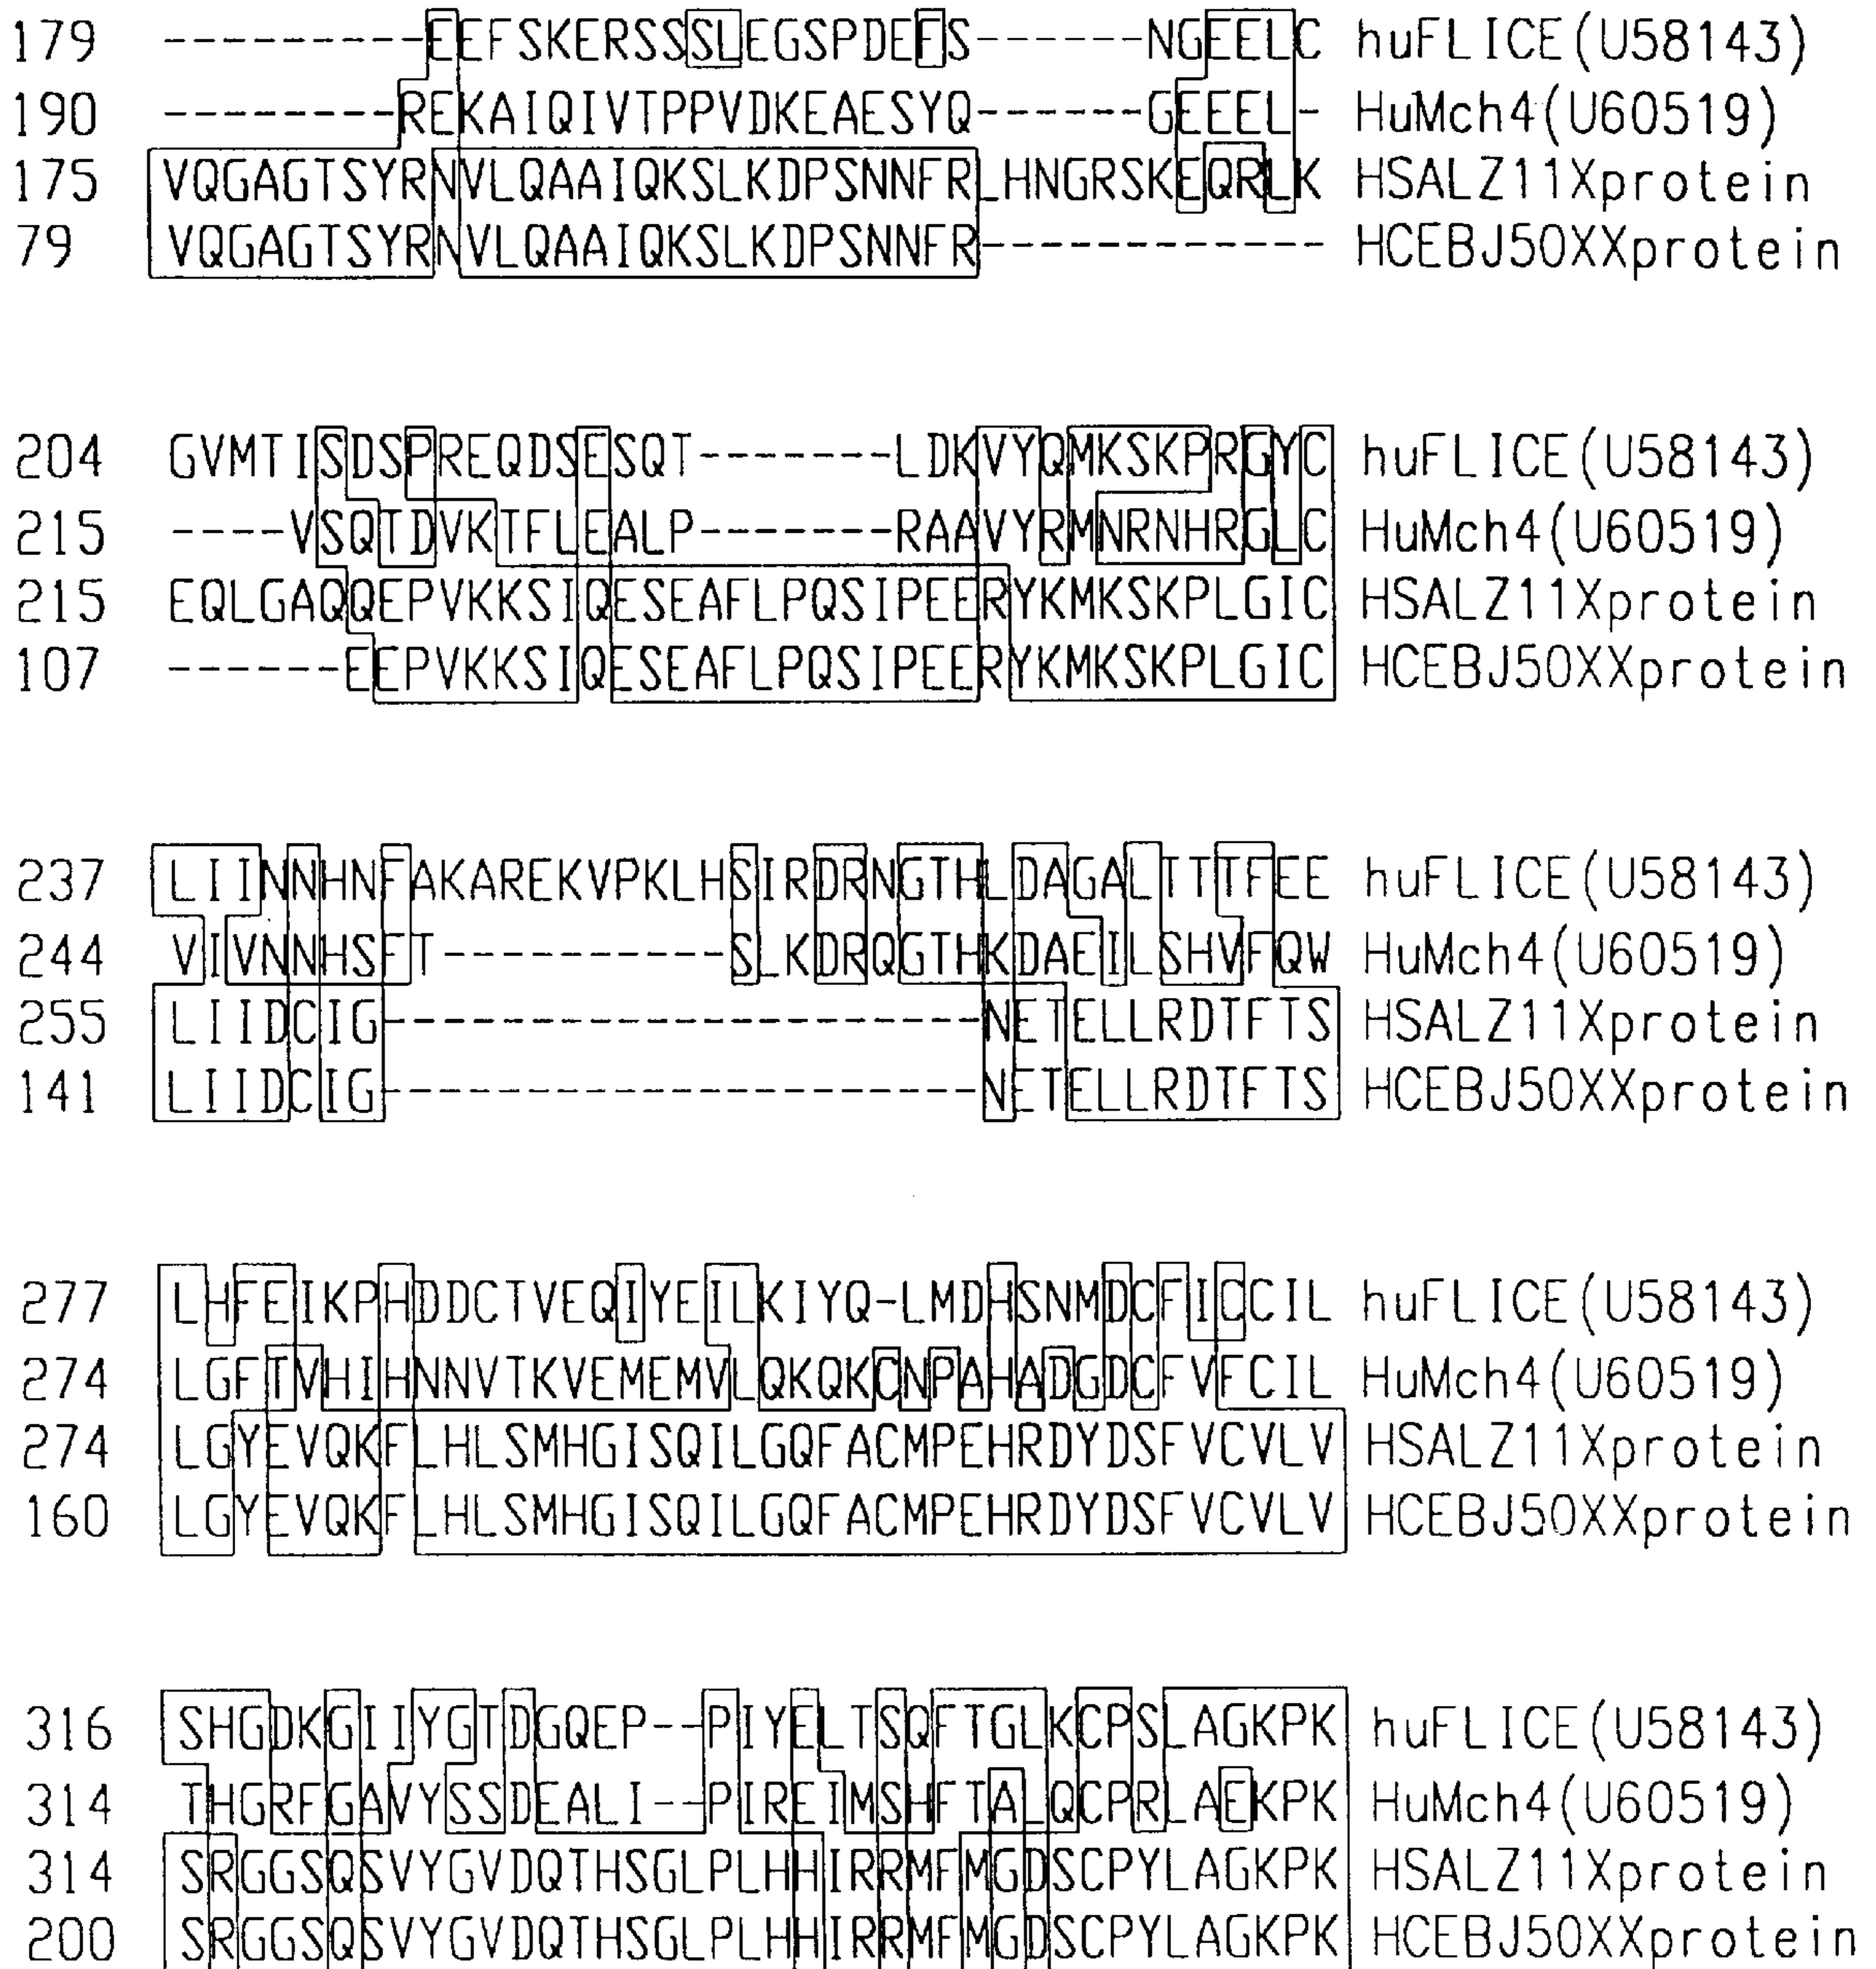 179 ---------EEFSKERSSSLEGSPDEFS------NGEELC huFLICE(U58143)
190 --------REKAIQIVTPPVDKEAESYQ------GEEEL- HuMch4(U60519)
175 VQGAGTSYRNVLQAAIQKSLKDPSNNFRLHNGRSKEQRLK HSALZ11Xprotein
79 VQGAGTSYRNVLQAAIQKSLKDPSNNFR------------ HCEBJ50XXprotein
204 GVMTISDSPREQDSESQT-------LDKVYQMKSKPRGYC huFLICE(U58143)
215 ----VSQTDVKTFLEALP-------RAAVYRMNRNHRGLC HuMch4(U60519)
215 EQLGAQQEPVKKSIQESEAFLPQSIPEERYKMKSKPLGIC HSALZ11Xprotein
107 ------EEPVKKSIQESEAFLPQSIPEERYKMKSKPLGIC HCEBJ50XXprotein
237 LIINNHNFAKAREKVPKLHSIRDRNGTHLDAGALTTTFEE huFLICE(U58143)
244 VIVNNHSFT----------SLKDRQGTHKDAEILSHVFQW HuMch4(U60519)
255 LIIDCIG---------------------NETELLRDTFTS HSALZ11Xprotein
141 LIIDCIG---------------------NETELLRDTFTS HCEBJ50XXprotein
277 LHFEIKPHDDCTVEQIYEILKIYQ-LMDHSNMDCFICCIL huFLICE(U58143)
274 LGFTVHIHNNVTKVEMEMVLQKQKCNPAHADGDCFVFCIL HuMch4(U60519)
274 LGYEVQKFLHLSMHGISQILGQFACMPEHRDYDSFVCVLV HSALZ11Xprotein
160 LGYEVQKFLHLSMHGISQILGQFACMPEHRDYDSFVCVLV HCEBJ50XXprotein
316 SHGDKGIIYGTDGQEP--PIYELTSQFTGLKCPSLAGKPK huFLICE(U58143)
314 THGRFGAVYSSDEALI--PIREIMSHFTALQCPRLAEKPK HuMch4(U60519)
314 SRGGSQSVYGVDQTHSGLPLHHIRRMFMGDSCPYLAGKPK HSALZ11Xprotein
200 SRGGSQSVYGVDQTHSGLPLHHIRRMFMGDSCPYLAGKPK HCEBJ50XXprotein